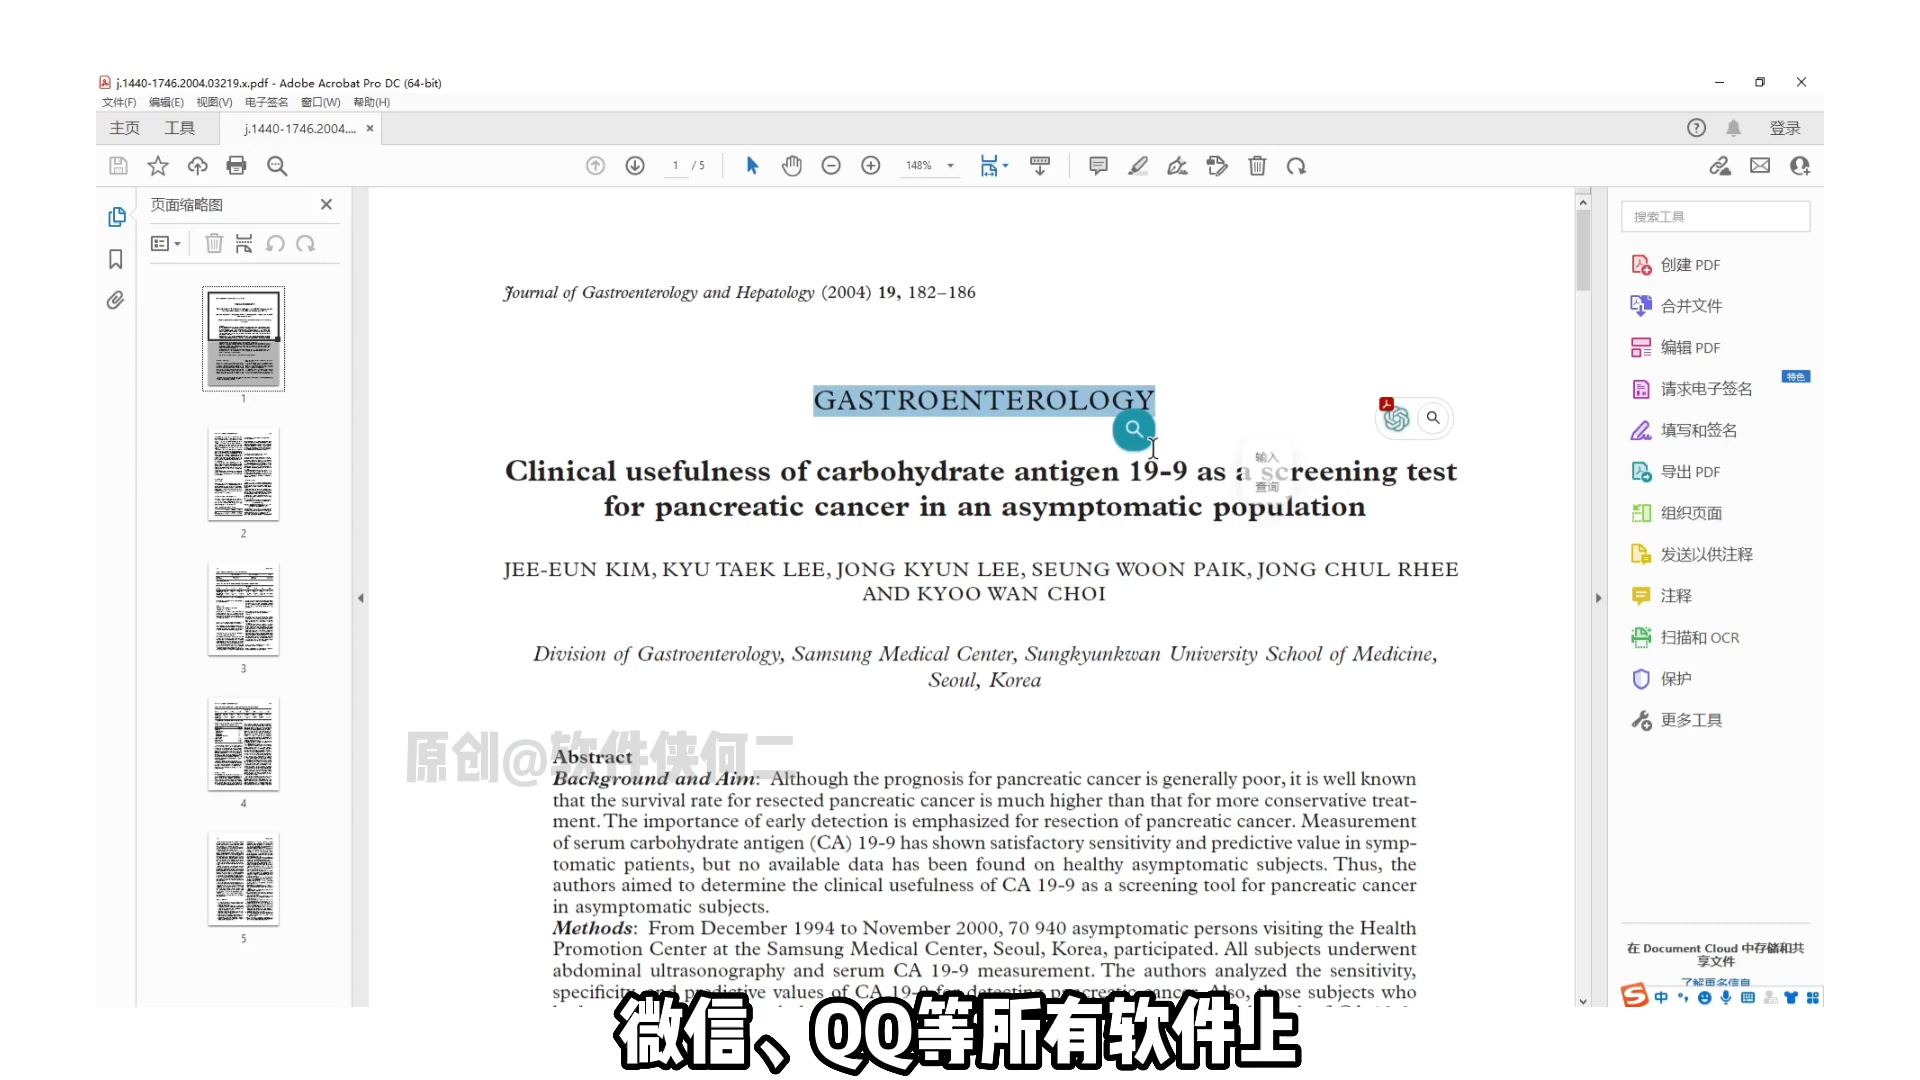 j.1440-1746.2004.03219.x.pdf - Adobe Acrobat Pro DC (64-bit)
文件(F) 编辑(E) 视图(V) 电子签名 窗口(W) 帮助(H)
主页 工具 j.1440-1746.2004.... × 登录
1 / 5 148%
页面缩略图
1
2
3
4
5
Journal of Gastroenterology and Hepatology (2004) 19, 182–186
GASTROENTEROLOGY
输入
查询
Clinical usefulness of carbohydrate antigen 19-9 as a screening test
for pancreatic cancer in an asymptomatic population
JEE-EUN KIM, KYU TAEK LEE, JONG KYUN LEE, SEUNG WOON PAIK, JONG CHUL RHEE
AND KYOO WAN CHOI
Division of Gastroenterology, Samsung Medical Center, Sungkyunkwan University School of Medicine,
Seoul, Korea
原创@软件侠何二
Abstract
Background and Aim: Although the prognosis for pancreatic cancer is generally poor, it is well known
that the survival rate for resected pancreatic cancer is much higher than that for more conservative treat-
ment. The importance of early detection is emphasized for resection of pancreatic cancer. Measurement
of serum carbohydrate antigen (CA) 19-9 has shown satisfactory sensitivity and predictive value in symp-
tomatic patients, but no available data has been found on healthy asymptomatic subjects. Thus, the
authors aimed to determine the clinical usefulness of CA 19-9 as a screening tool for pancreatic cancer
in asymptomatic subjects.
Methods: From December 1994 to November 2000, 70 940 asymptomatic persons visiting the Health
Promotion Center at the Samsung Medical Center, Seoul, Korea, participated. All subjects underwent
abdominal ultrasonography and serum CA 19-9 measurement. The authors analyzed the sensitivity,
specificity, and predictive values of CA 19-9 for detecting pancreatic cancer. Also, those subjects who
搜索工具
创建 PDF
合并文件
编辑 PDF
特色
请求电子签名
填写和签名
导出 PDF
组织页面
发送以供注释
注释
扫描和 OCR
保护
更多工具
在 Document Cloud 中存储和共
享文件
了解更多信息
中
微信、QQ等所有软件上